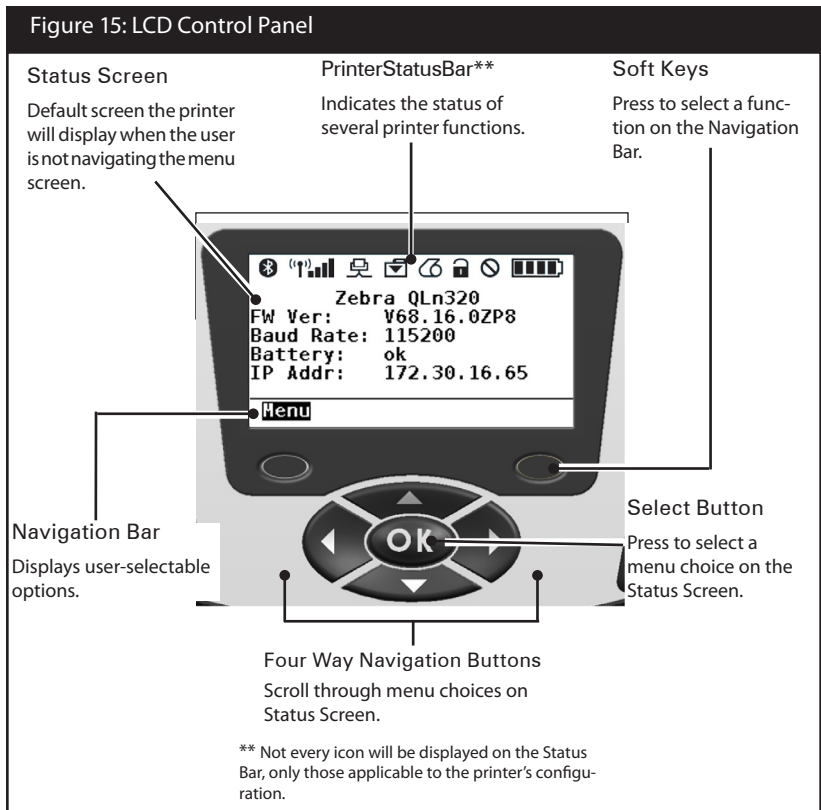 Figure 15: LCD Control Panel
Status Screen
Default screen the printer
will display when the user
is not navigating the menu
screen.
PrinterStatusBar**
Indicates the status of
several printer functions.
Soft Keys
Press to select a func-
tion on the Navigation
Bar.
Zebra QLn320
FW Ver: V68.16.0ZP8
Baud Rate: 115200
Battery: ok
IP Addr: 172.30.16.65
Menu
OK
Navigation Bar
Displays user-selectable
options.
Select Button
Press to select a
menu choice on the
Status Screen.
Four Way Navigation Buttons
Scroll through menu choices on
Status Screen.
** Not every icon will be displayed on the Status
Bar, only those applicable to the printer's configu-
ration.